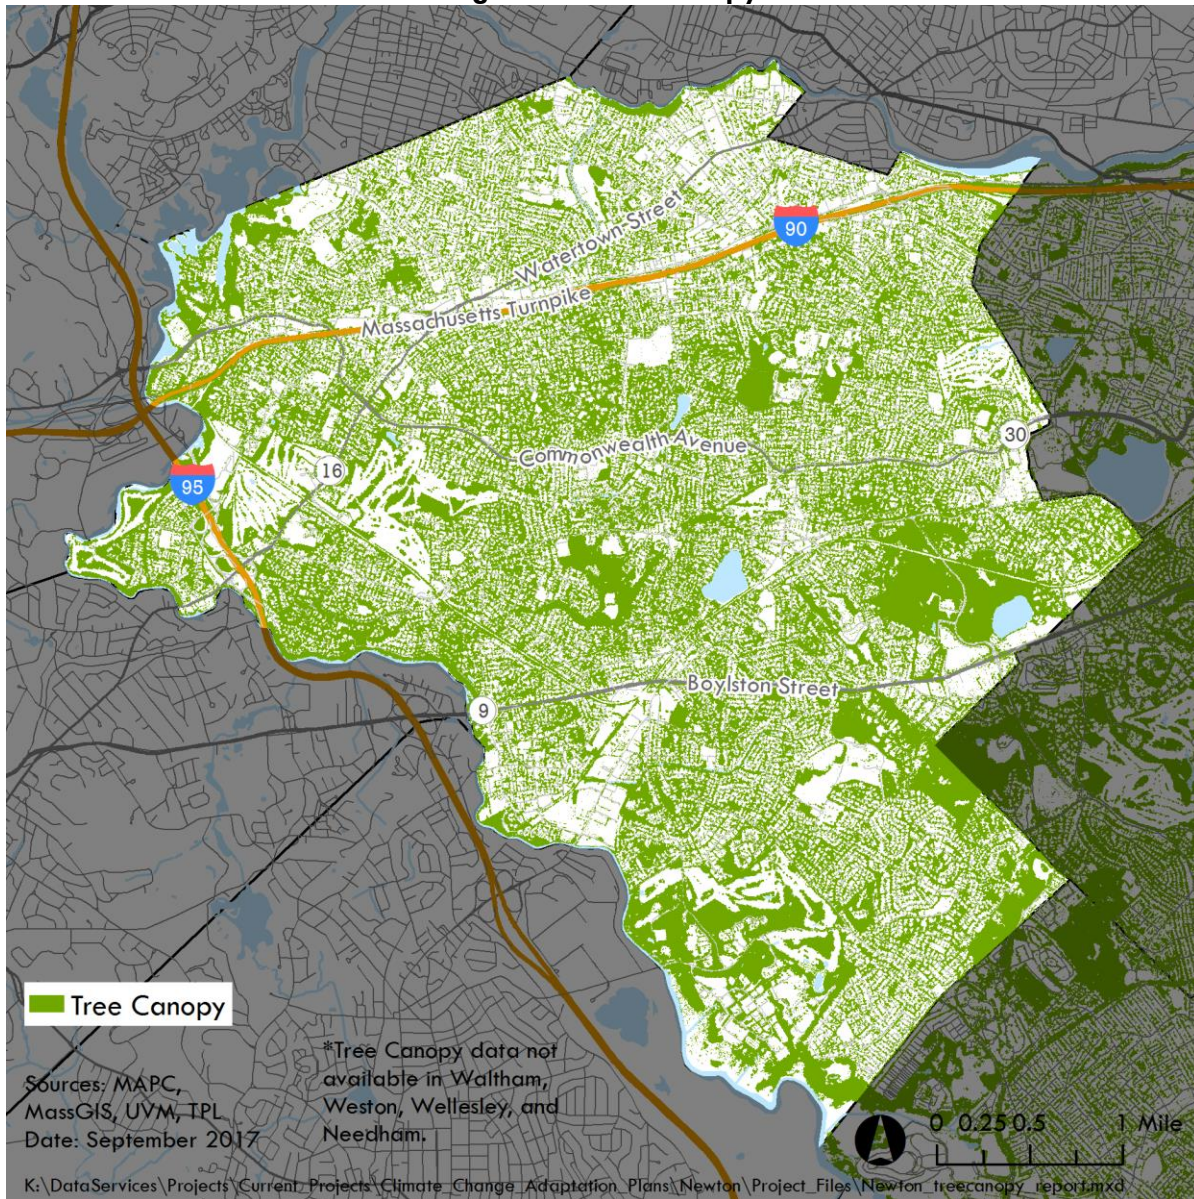 Watertown Street
90
Massachusetts Turnpike
Commonwealth Avenue
30
16
95
Boylston Street
9
Tree Canopy
*Tree Canopy data not
available in Waltham,
Weston, Wellesley, and
Needham.
Sources: MAPC,
MassGIS, UVM, TPL
Date: September 2017
0 0.25 0.5 1 Mile
K:\DataServices\Projects\Current_Projects\Climate_Change_Adaptation_Plans\Newton\Project_Files\Newton_treecanopy_report.mxd